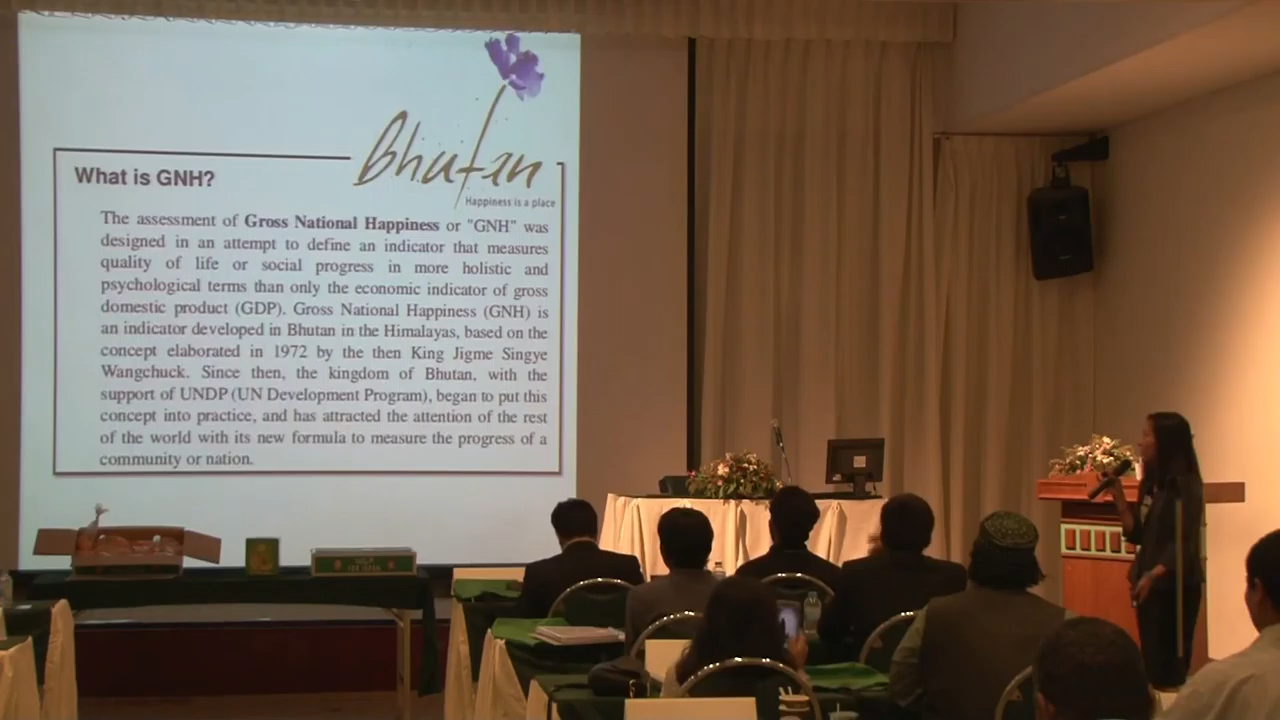 Bhutan
Happiness is a place
What is GNH?
The assessment of Gross National Happiness or "GNH" was
designed in an attempt to define an indicator that measures
quality of life or social progress in more holistic and
psychological terms than only the economic indicator of gross
domestic product (GDP). Gross National Happiness (GNH) is
an indicator developed in Bhutan in the Himalayas, based on the
concept elaborated in 1972 by the then King Jigme Singye
Wangchuck. Since then, the kingdom of Bhutan, with the
support of UNDP (UN Development Program), began to put this
concept into practice, and has attracted the attention of the rest
of the world with its new formula to measure the progress of a
community or nation.